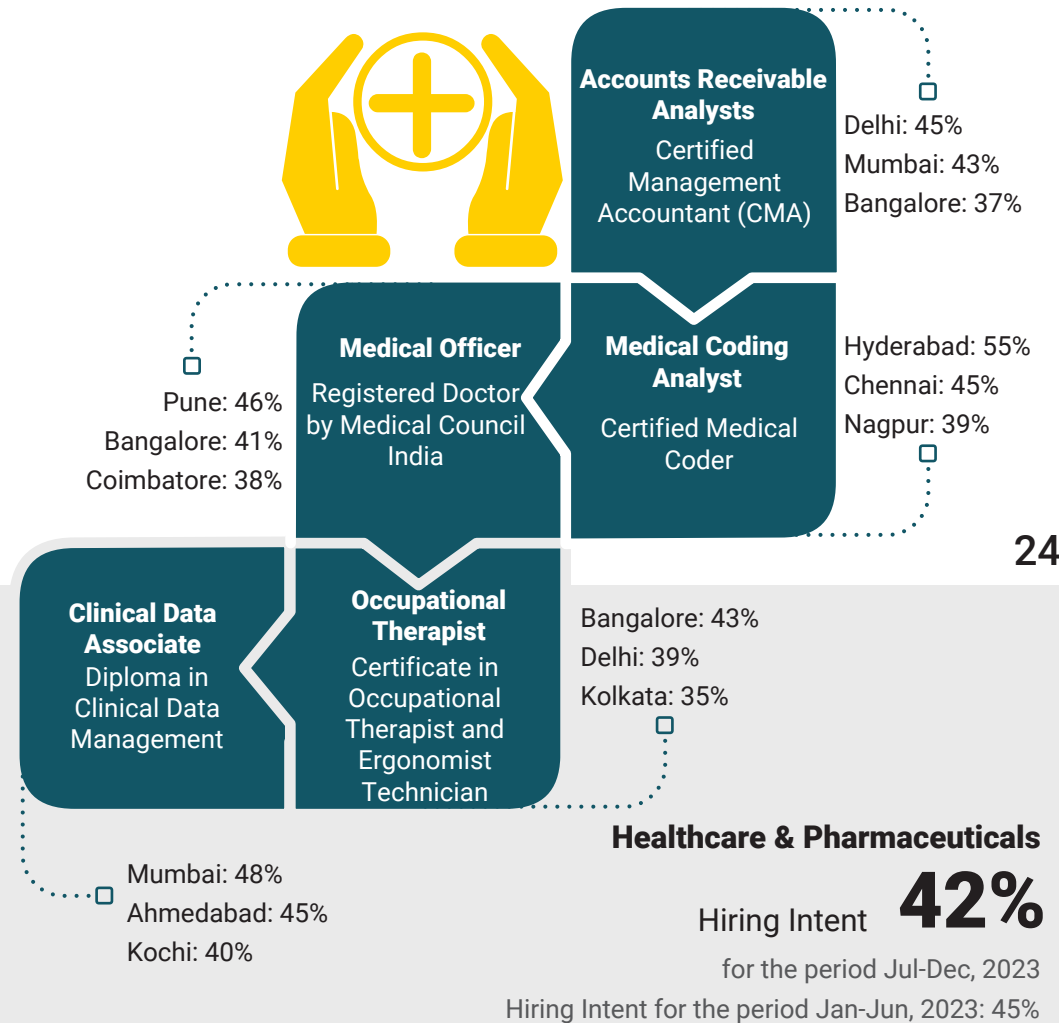 Accounts Receivable
Analysts
Certified
Management
Accountant (CMA)
Delhi: 45%
Mumbai: 43%
Bangalore: 37%
Medical Coding
Analyst
Certified Medical
Coder
Hyderabad: 55%
Chennai: 45%
Nagpur: 39%
Medical Officer
Registered Doctor
by Medical Council
India
Pune: 46%
Bangalore: 41%
Coimbatore: 38%
24
Occupational
Therapist
Certificate in
Occupational
Therapist and
Ergonomist
Technician
Bangalore: 43%
Delhi: 39%
Kolkata: 35%
Clinical Data
Associate
Diploma in
Clinical Data
Management
Mumbai: 48%
Ahmedabad: 45%
Kochi: 40%
Healthcare & Pharmaceuticals
Hiring Intent 42%
for the period Jul-Dec, 2023
Hiring Intent for the period Jan-Jun, 2023: 45%